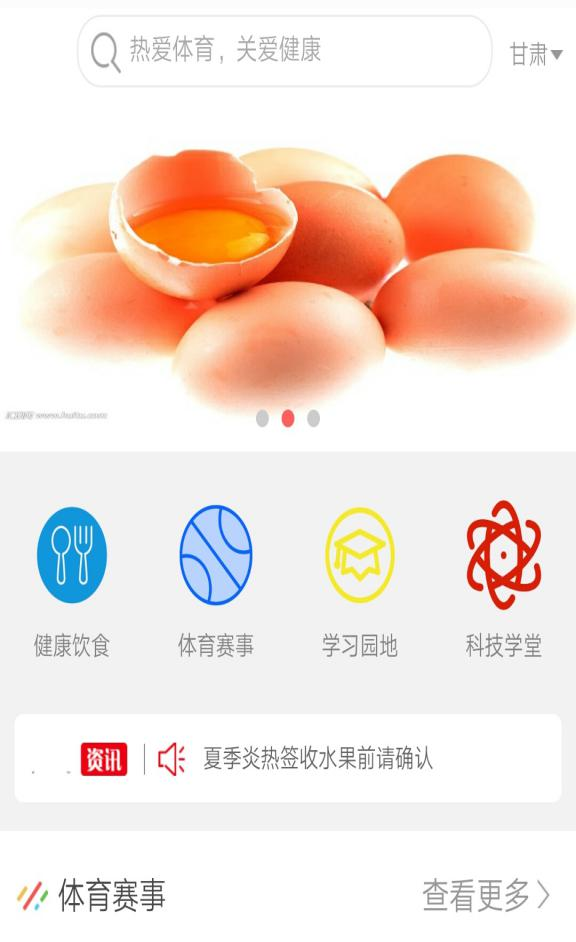 热爱体育，关爱健康
甘肃
健康饮食
体育赛事
学习园地
科技学堂
资讯
夏季炎热签收水果前请确认
体育赛事
查看更多